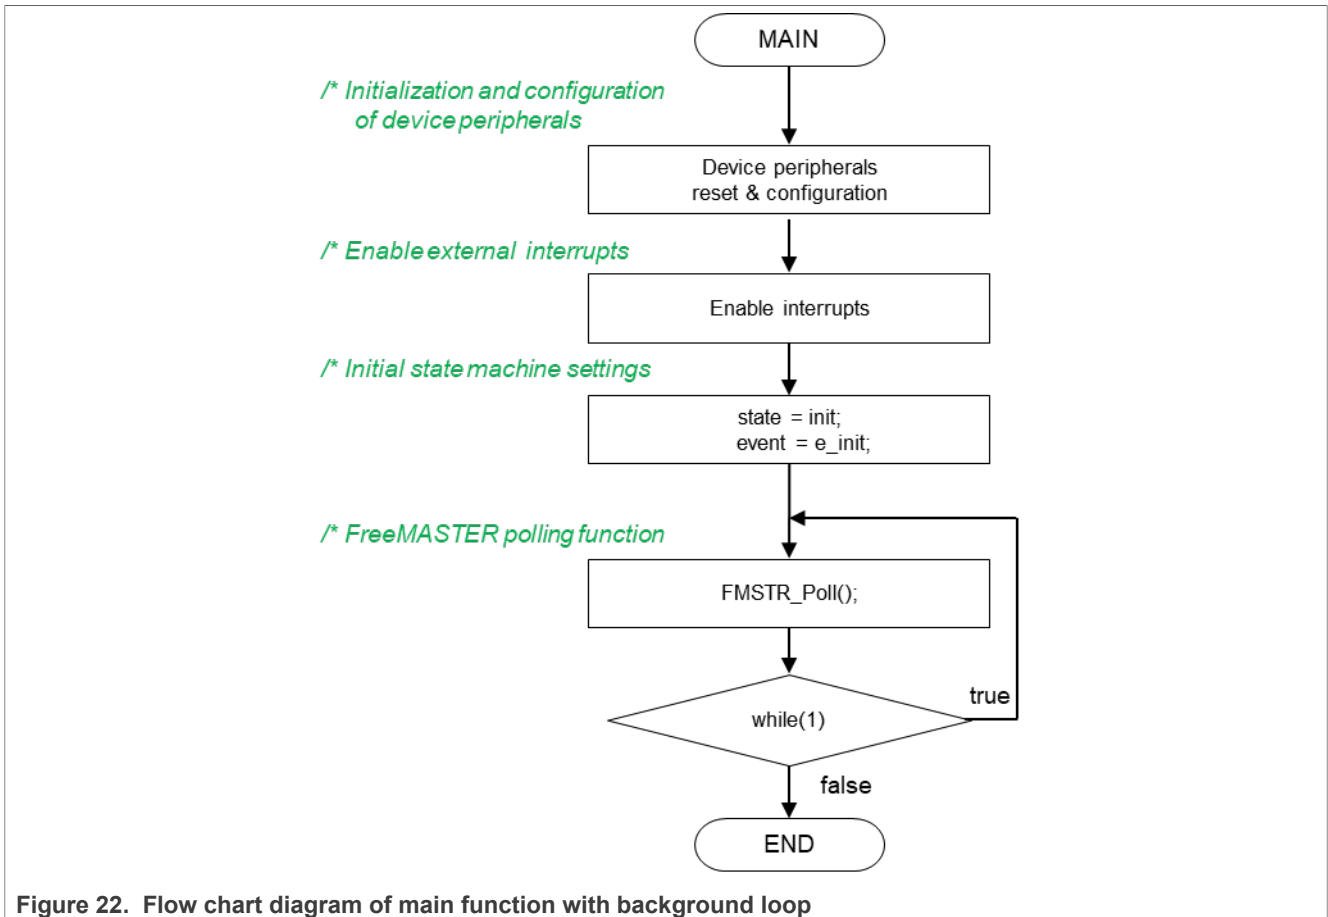 MAIN
/* Initialization and configuration
of device peripherals
Device peripherals
reset & configuration
/* Enable external interrupts
Enable interrupts
/* Initial state machine settings
state = init;
event = e_init;
/* FreeMASTER polling function
FMSTR_Poll();
while(1)
true
false
END
Figure 22. Flow chart diagram of main function with background loop